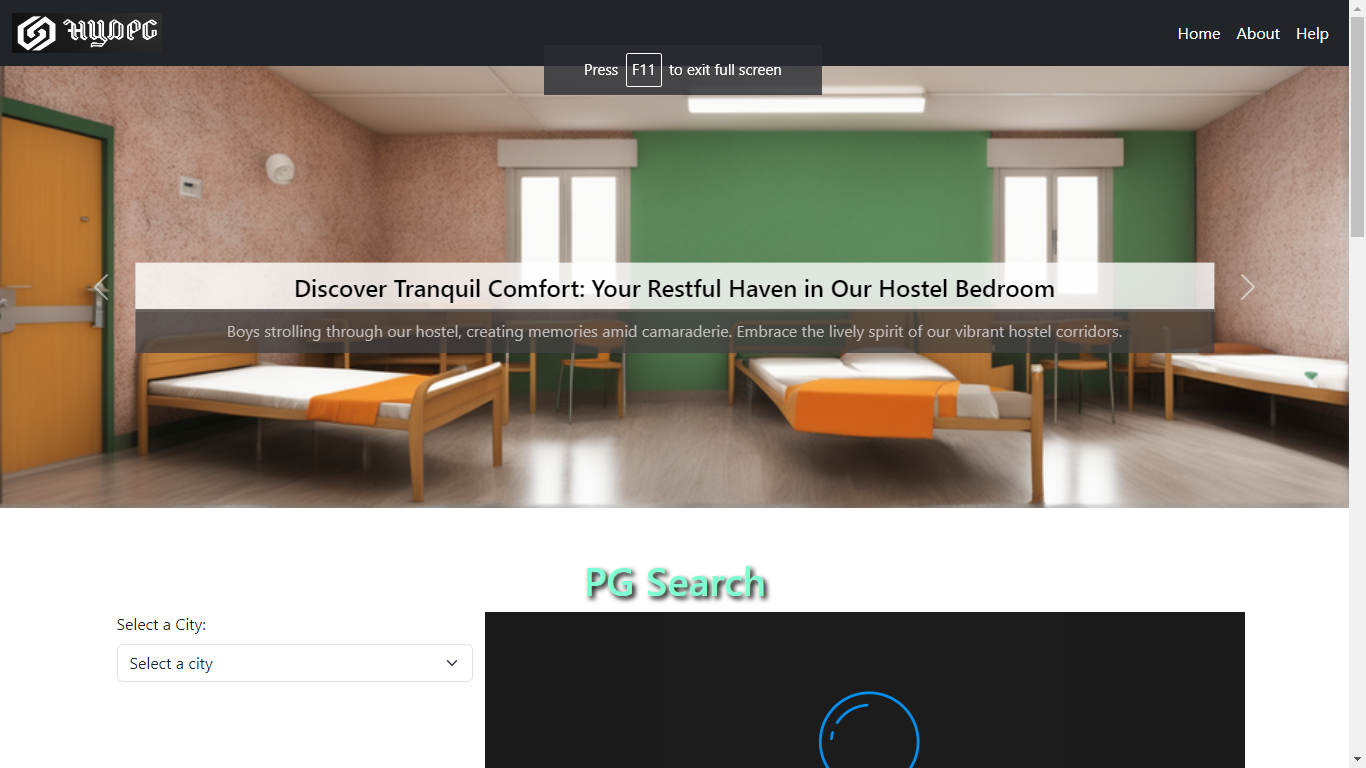 HYDPG
Home About Help
Press F11 to exit full screen
Discover Tranquil Comfort: Your Restful Haven in Our Hostel Bedroom
Boys strolling through our hostel, creating memories amid camaraderie. Embrace the lively spirit of our vibrant hostel corridors.
PG Search
Select a City:
Select a city